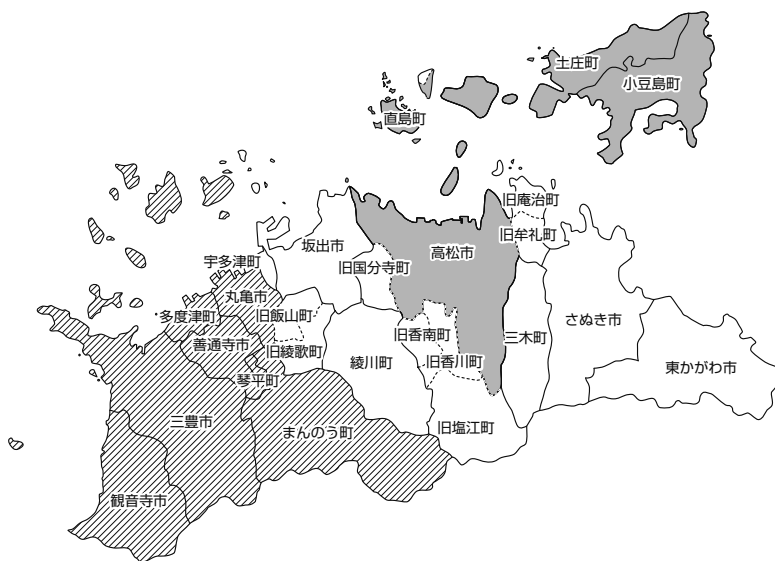 土庄町
小豆島町
直島町
旧庵治町
旧牟礼町
高松市
坂出市
旧国分寺町
宇多津町
丸亀市
多度津町
旧飯山町
善通寺市
旧綾歌町
琴平町
旧香南町
旧香川町
三木町
さぬき市
東かがわ市
綾川町
三豊市
まんのう町
旧塩江町
観音寺市